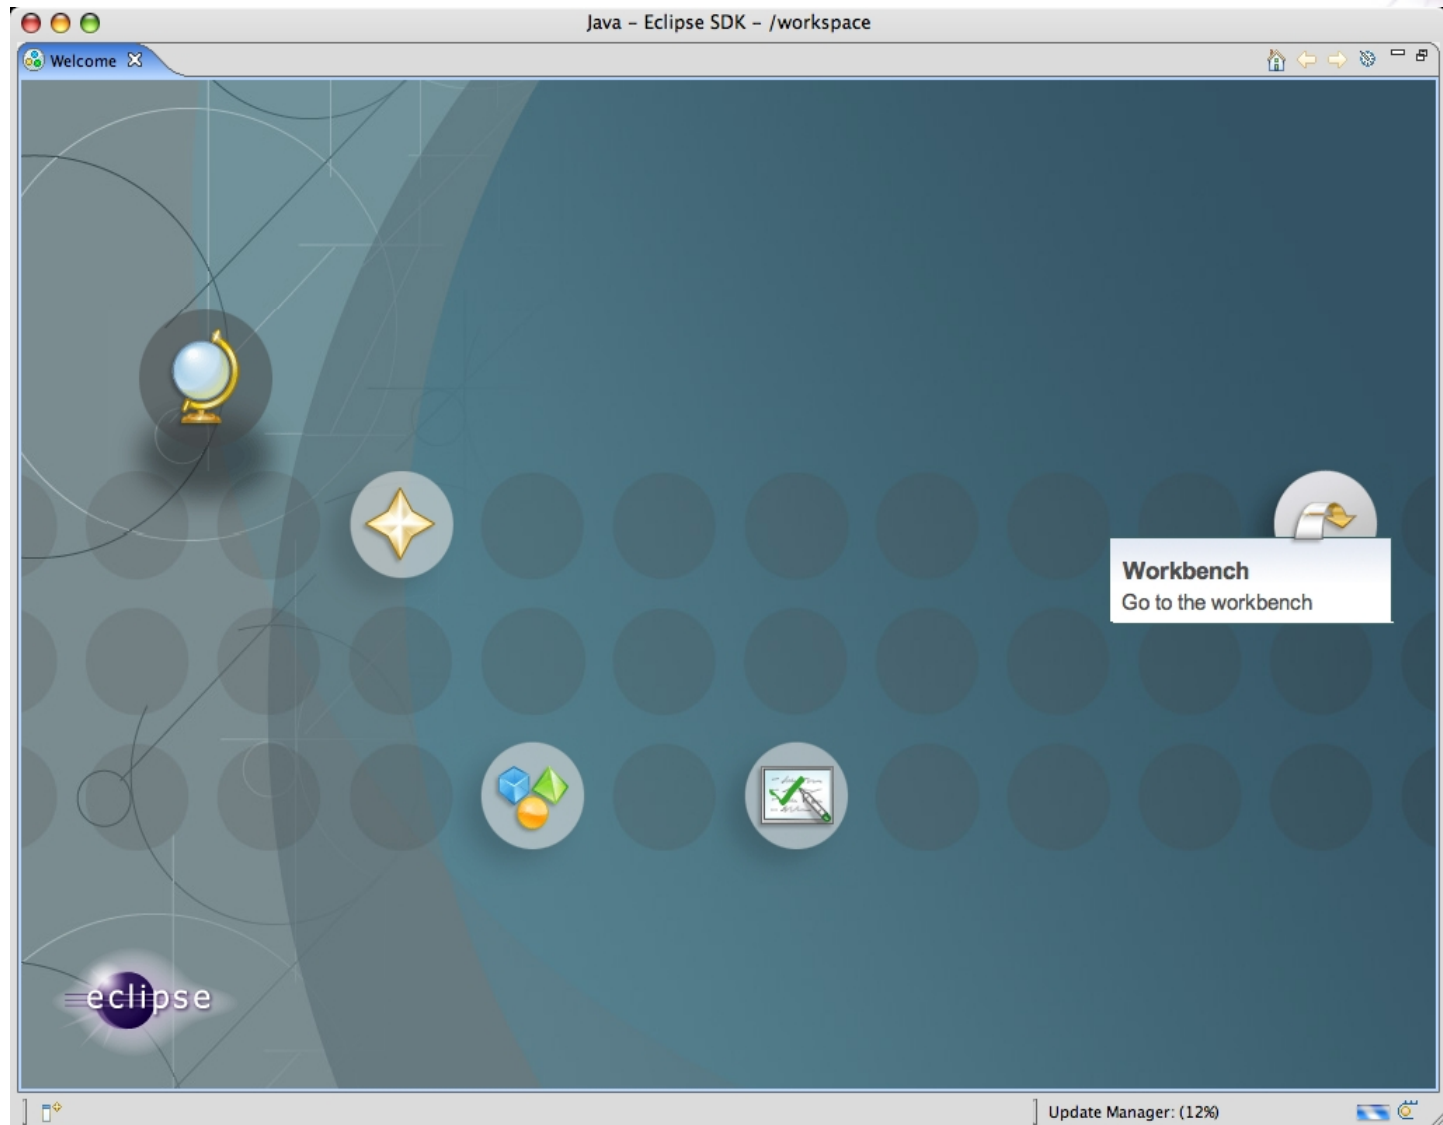 Java – Eclipse SDK – /workspace
Welcome
Workbench
Go to the workbench
eclipse
Update Manager: (12%)